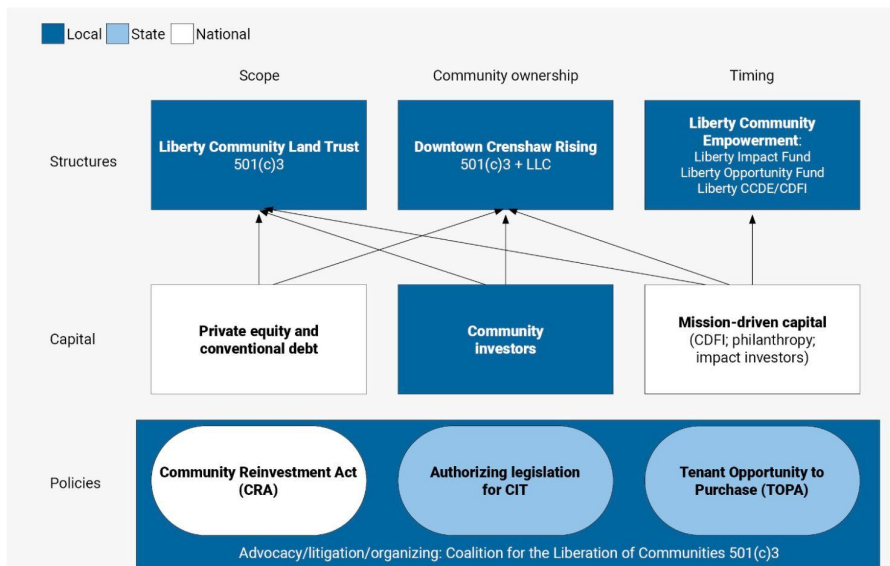 Local State National
Scope Community ownership Timing
Structures
Liberty Community Land Trust
501(c)3
Downtown Crenshaw Rising
501(c)3 + LLC
Liberty Community
Empowerment:
Liberty Impact Fund
Liberty Opportunity Fund
Liberty CCDE/CDFI
Capital
Private equity and
conventional debt
Community
investors
Mission-driven capital
(CDFI; philanthropy;
impact investors)
Policies
Community Reinvestment Act
(CRA)
Authorizing legislation
for CIT
Tenant Opportunity to
Purchase (TOPA)
Advocacy/litigation/organizing: Coalition for the Liberation of Communities 501(c)3